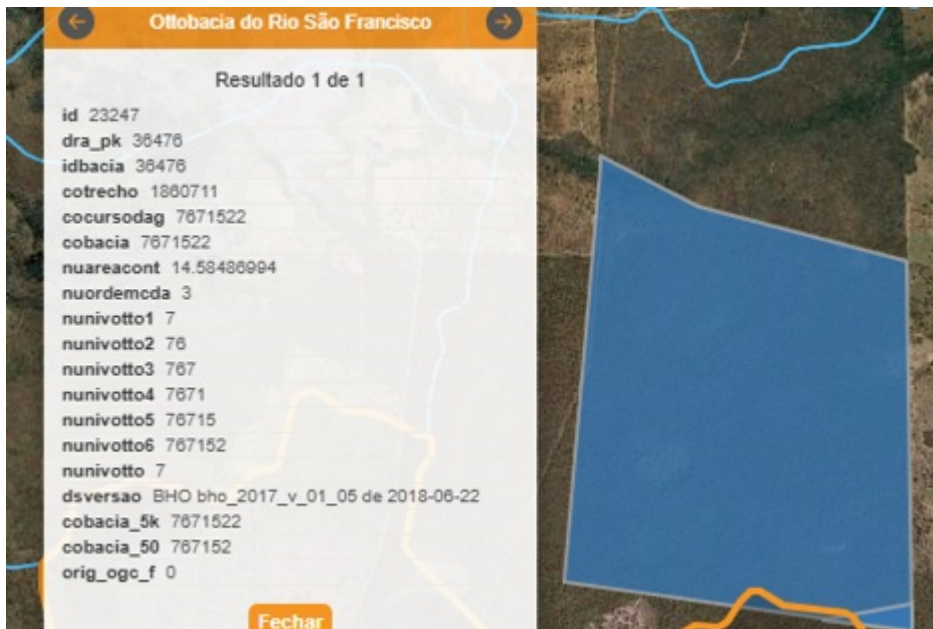 Ottobacia do Rio São Francisco
Resultado 1 de 1
id 23247
dra_pk 36476
idbacia 36476
cotrecho 1860711
cocursodag 7671522
cobacia 7671522
nuareacont 14.58486994
nuordemcda 3
nunivotto1 7
nunivotto2 76
nunivotto3 767
nunivotto4 7671
nunivotto5 76715
nunivotto6 767152
nunivotto 7
dsversao BHO bho_2017_v_01_05 de 2018-06-22
cobacia_5k 7671522
cobacia_50 767152
orig_ogc_f 0
Fechar